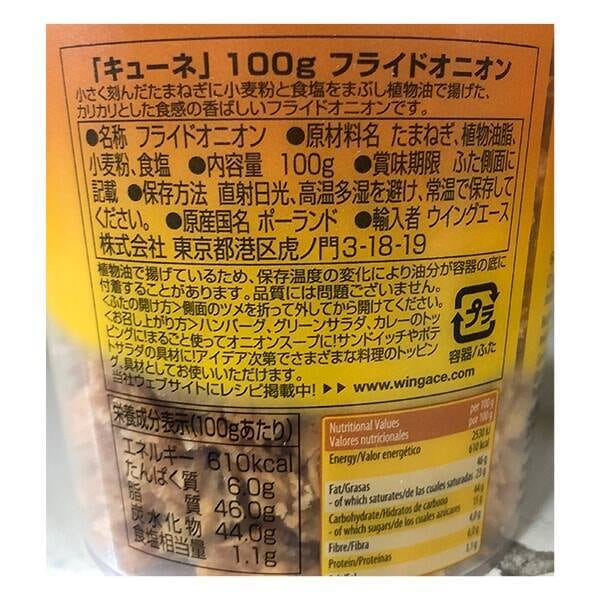 「キューネ」100g フライドオニオン
小さく刻んだたまねぎに小麦粉と食塩をまぶし植物油で揚げた、
カリカリとした食感の香ばしいフライドオニオンです。
●名称 フライドオニオン ●原材料名 たまねぎ、植物油脂、
小麦粉、食塩 ●内容量 100g ●賞味期限 ふた側面に
記載 ●保存方法 直射日光、高温多湿を避け、常温で保存して
ください。 ●原産国名 ポーランド ●輸入者 ウイングエース
株式会社 東京都港区虎ノ門3-18-19
植物油で揚げているため、保存温度の変化により油分が容器の底に
付着することがあります。品質には問題ございません。
<ふたの開け方>側面のツメを折って外してから開けてください。
<お召し上がり方>ハンバーグ、グリーンサラダ、カレーのトッ
ピングに!まるごと使ってオニオンスープに!サンドイッチやポテ
トサラダの具材に!アイデア次第でさまざまな料理のトッピン
グ、具材としてお使いいただけます。
当社ウェブサイトにレシピ掲載中! ▶▶ www.wingace.com
プラ
容器/ふた
栄養成分表示(100gあたり)
エネルギー 610kcal
たんぱく質 6.0g
脂質 46.0g
炭水化物 44.0g
食塩相当量 1.1g
Nutritional Values per 100 g
Valores nutricionales por 100 g
Energy/Valor energético 2530 kJ
610 kcal
Fat/Grasas 46 g
- of which saturates/de las cuales saturadas 23 g
Carbohydrate/Hidratos de carbono 44 g
- of which sugars/de los cuales azúcares
Fibre/Fibra
Protein/Proteínas